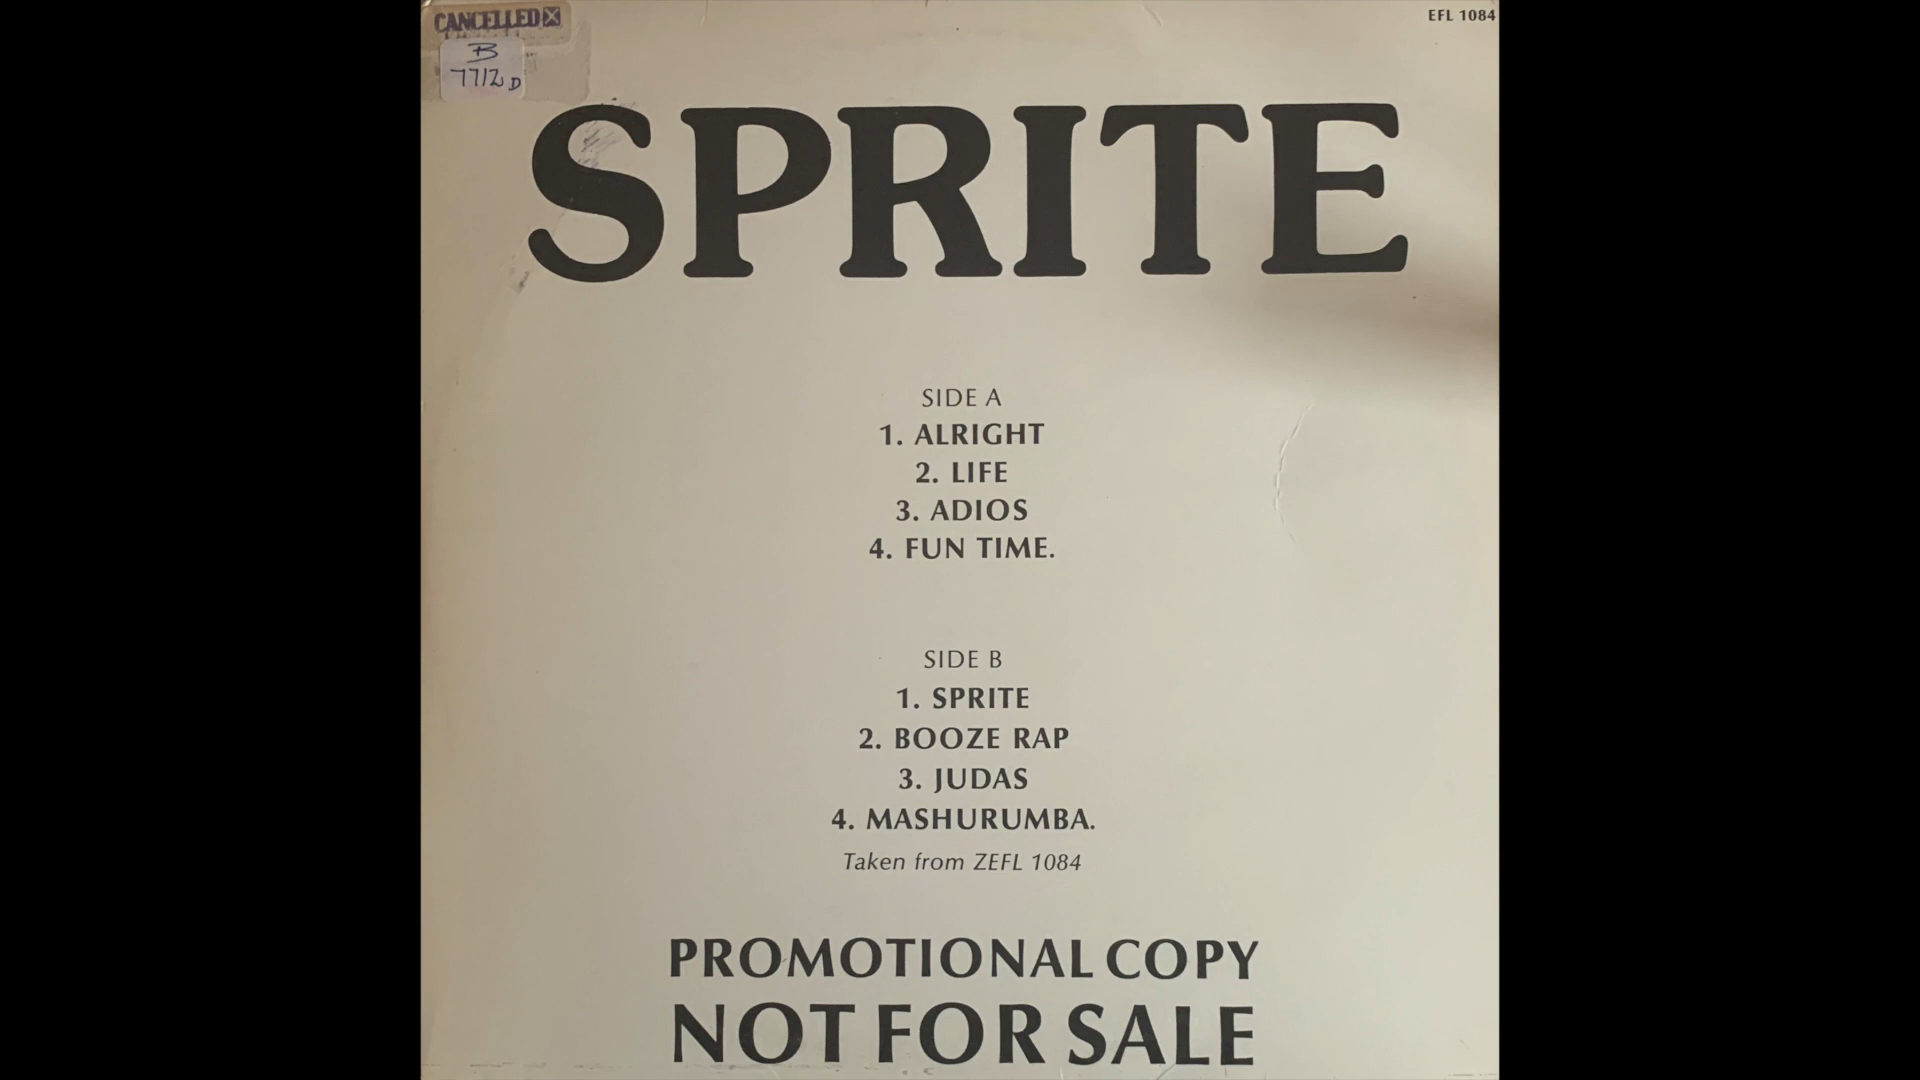 CANCELLED
EFL 1084
B
7712 D
SPRITE
SIDE A
1. ALRIGHT
2. LIFE
3. ADIOS
4. FUN TIME.
SIDE B
1. SPRITE
2. BOOZE RAP
3. JUDAS
4. MASHURUMBA.
Taken from ZEFL 1084
PROMOTIONAL COPY
NOT FOR SALE